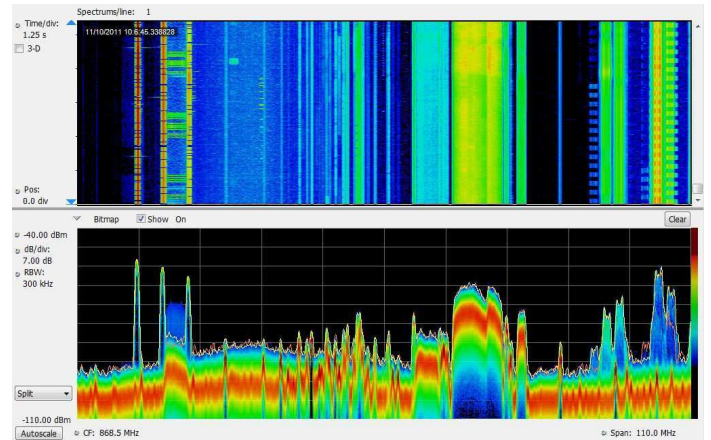 Spectrums/line: 1
Time/div:
1.25 s
3-D
11/10/2011 10:6:45.338828
Pos:
0.0 div
Bitmap Show On Clear
-40.00 dBm
dB/div:
7.00 dB
RBW:
300 kHz
Split
-110.00 dBm
Autoscale CF: 868.5 MHz Span: 110.0 MHz